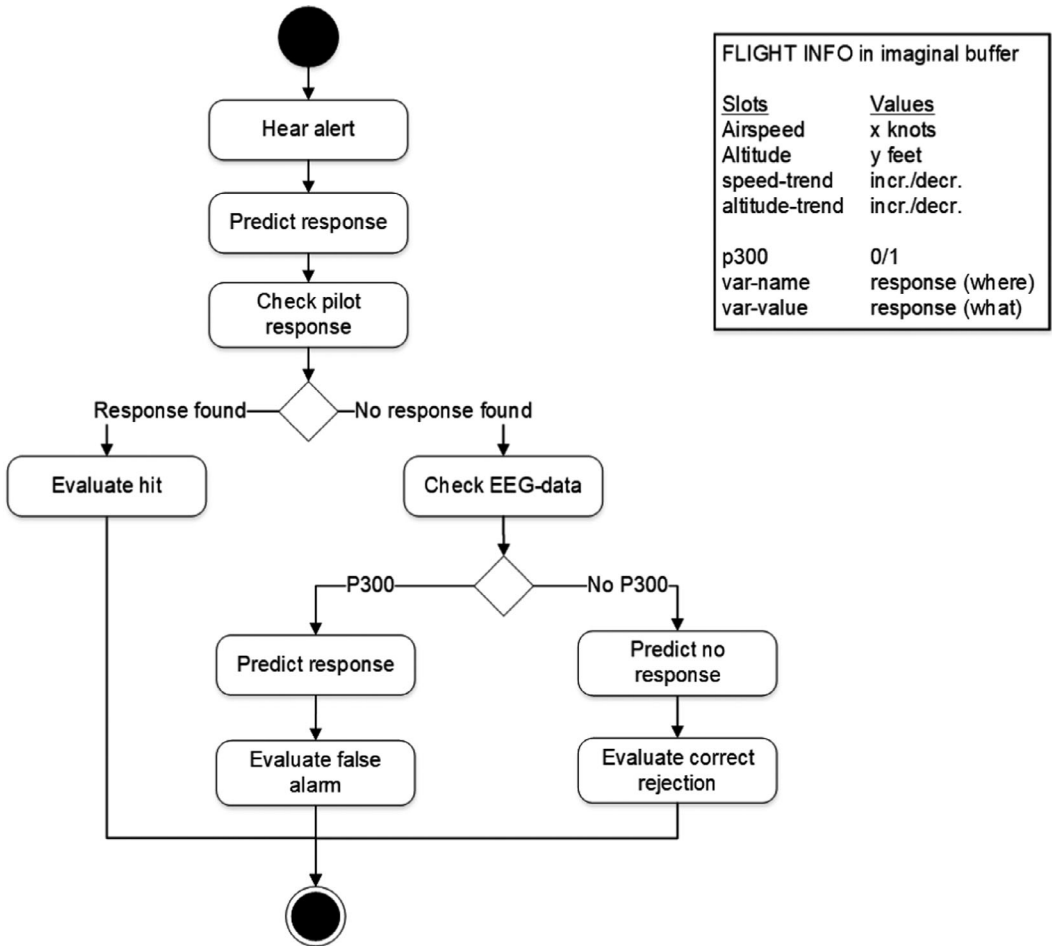 Hear alert
Predict response
Check pilot
response
Response found
No response found
Evaluate hit
Check EEG-data
P300
No P300
Predict response
Predict no
response
Evaluate false
alarm
Evaluate correct
rejection
FLIGHT INFO in imaginal buffer
Slots Values
Airspeed x knots
Altitude y feet
speed-trend incr./decr.
altitude-trend incr./decr.
p300 0/1
var-name response (where)
var-value response (what)